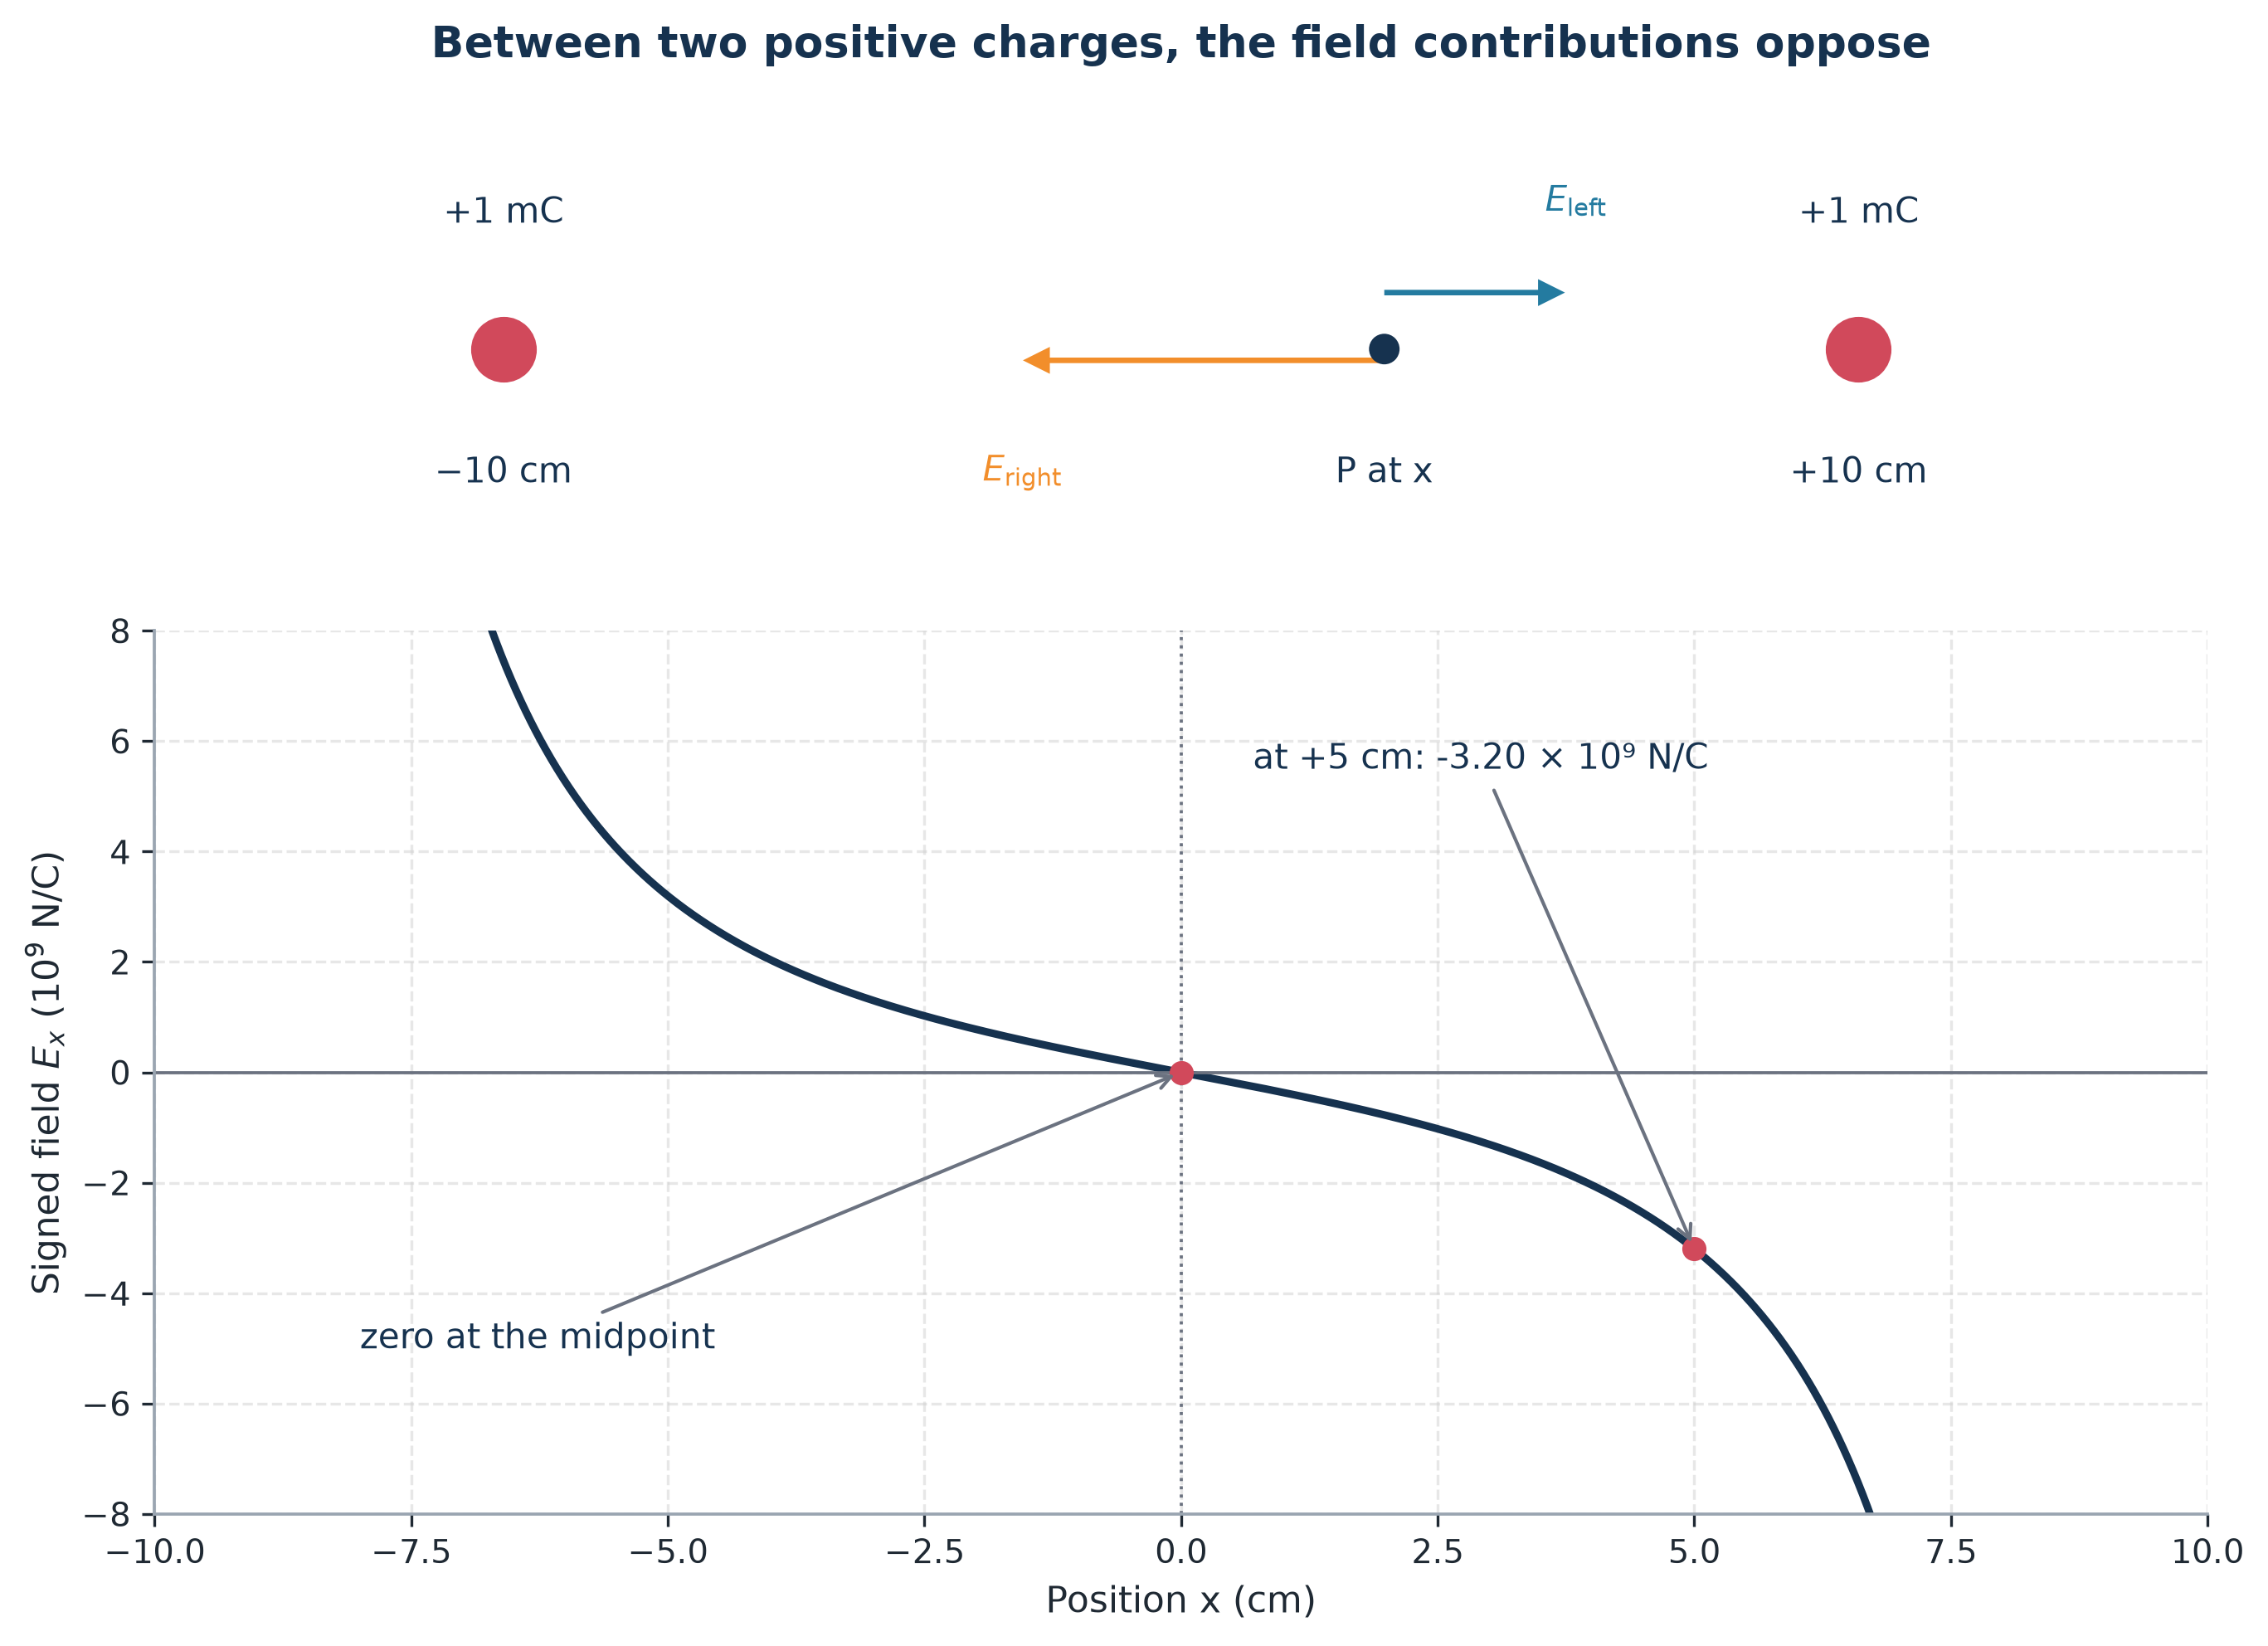 Between two positive charges, the field contributions oppose
+1 mC
E_left
+1 mC
−10 cm
E_right
P at x
+10 cm
8
6
4
2
0
−2
−4
−6
−8
Signed field Eₓ (10⁹ N/C)
at +5 cm: -3.20 × 10⁹ N/C
zero at the midpoint
−10.0
−7.5
−5.0
−2.5
0.0
2.5
5.0
7.5
10.0
Position x (cm)